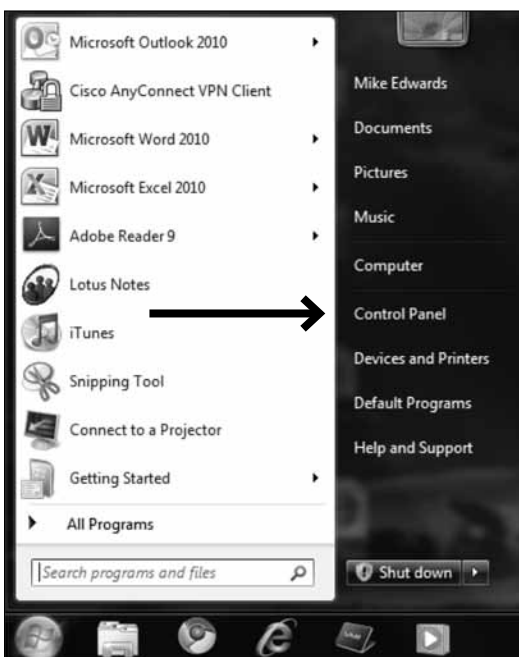 Microsoft Outlook 2010
Cisco AnyConnect VPN Client
Microsoft Word 2010
Microsoft Excel 2010
Adobe Reader 9
Lotus Notes
iTunes
Snipping Tool
Connect to a Projector
Getting Started
All Programs
Search programs and files
Mike Edwards
Documents
Pictures
Music
Computer
Control Panel
Devices and Printers
Default Programs
Help and Support
Shut down